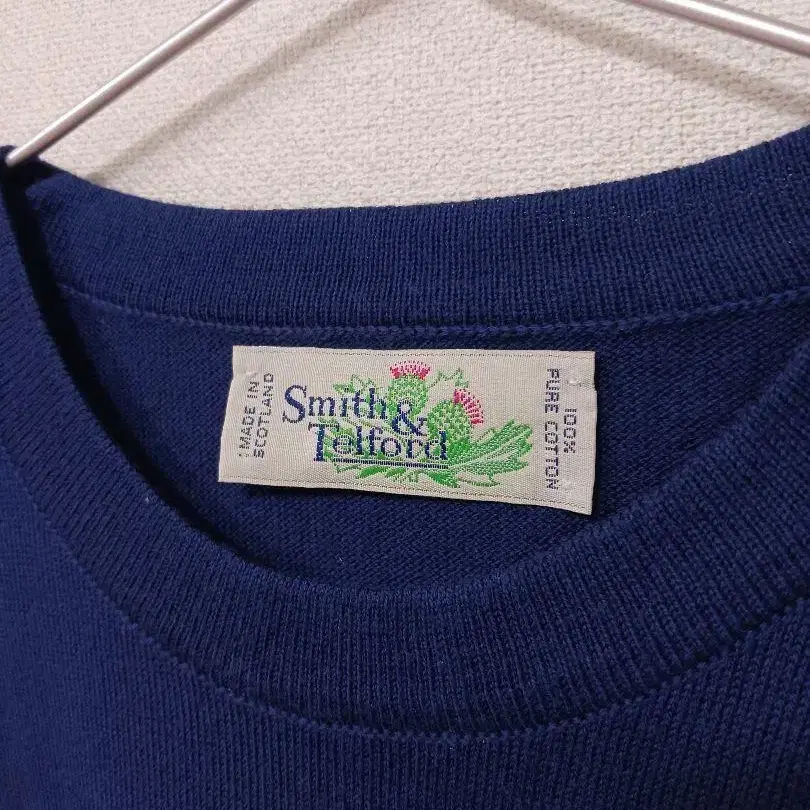 MADE IN
SCOTLAND
Smith &
Telford
100%
PURE COTTON